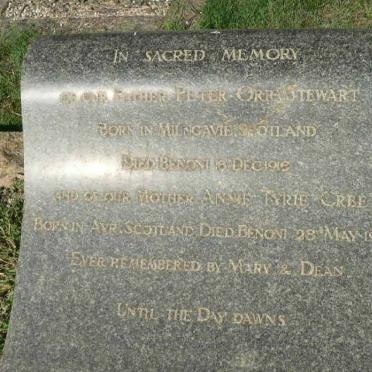 IN SACRED MEMORY
OF OUR FATHER PETER ORR STEWART
BORN IN MILNGAVIE, SCOTLAND
DIED BENONI DEC 1918
AND OF OUR MOTHER ANNIE TYRIE CREE
BORN IN AYR, SCOTLAND DIED BENONI 28TH MAY
EVER REMEMBERED BY MARY & DEAN
UNTIL THE DAY DAWNS